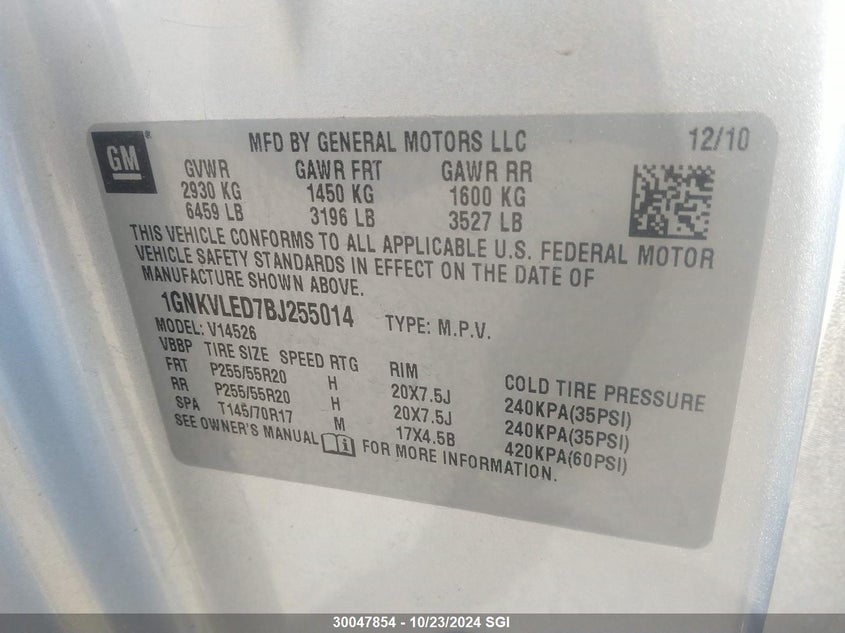 GM®
MFD BY GENERAL MOTORS LLC 12/10
GVWR GAWR FRT GAWR RR
2930 KG 1450 KG 1600 KG
6459 LB 3196 LB 3527 LB
THIS VEHICLE CONFORMS TO ALL APPLICABLE U.S. FEDERAL MOTOR
VEHICLE SAFETY STANDARDS IN EFFECT ON THE DATE OF
MANUFACTURE SHOWN ABOVE.
1GNKVLED7BJ255014 TYPE: M.P.V.
MODEL: V14526
VBBP TIRE SIZE SPEED RTG RIM COLD TIRE PRESSURE
FRT P255/55R20 H 20X7.5J 240KPA(35PSI)
RR P255/55R20 H 20X7.5J 240KPA(35PSI)
SPA T145/70R17 M 17X4.5B 420KPA(60PSI)
SEE OWNER'S MANUAL FOR MORE INFORMATION.
30047854 - 10/23/2024 SGI